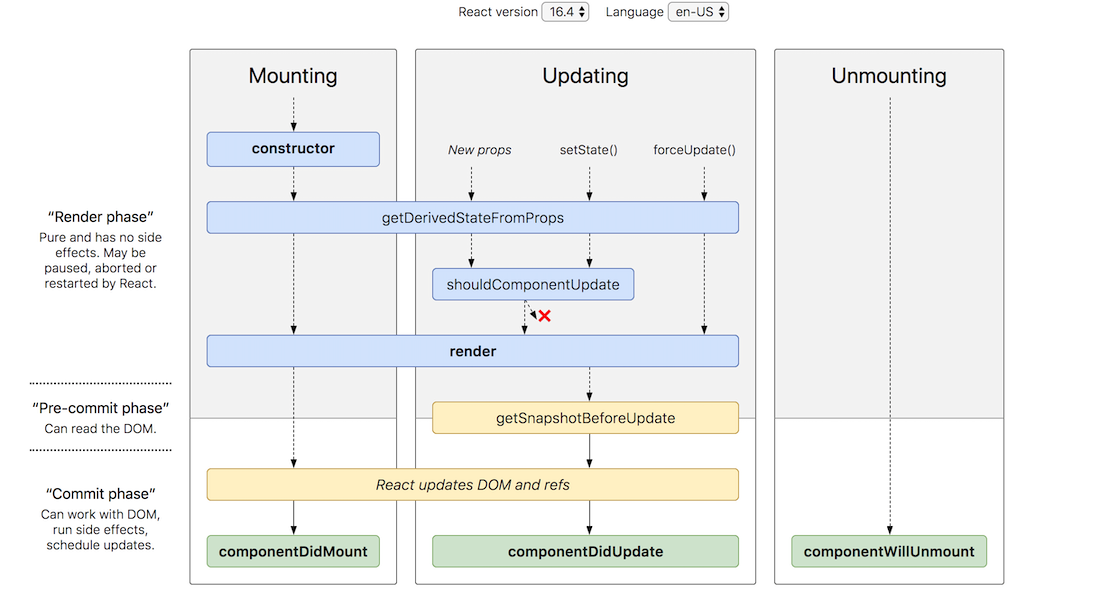 React version 16.4 Language en-US
Mounting
Updating
Unmounting
constructor
New props
setState()
forceUpdate()
“Render phase”
Pure and has no side
effects. May be
paused, aborted or
restarted by React.
getDerivedStateFromProps
shouldComponentUpdate
render
“Pre-commit phase”
Can read the DOM.
getSnapshotBeforeUpdate
“Commit phase”
Can work with DOM,
run side effects,
schedule updates.
React updates DOM and refs
componentDidMount
componentDidUpdate
componentWillUnmount